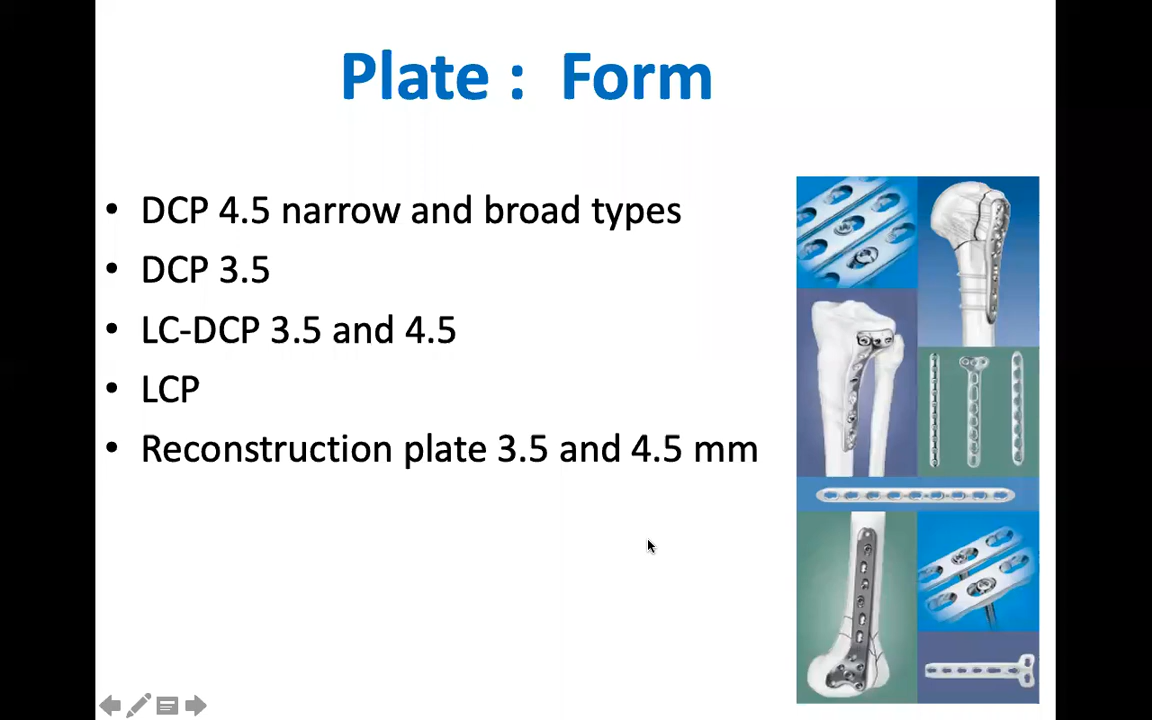 Plate : Form
• DCP 4.5 narrow and broad types
• DCP 3.5
• LC-DCP 3.5 and 4.5
• LCP
• Reconstruction plate 3.5 and 4.5 mm